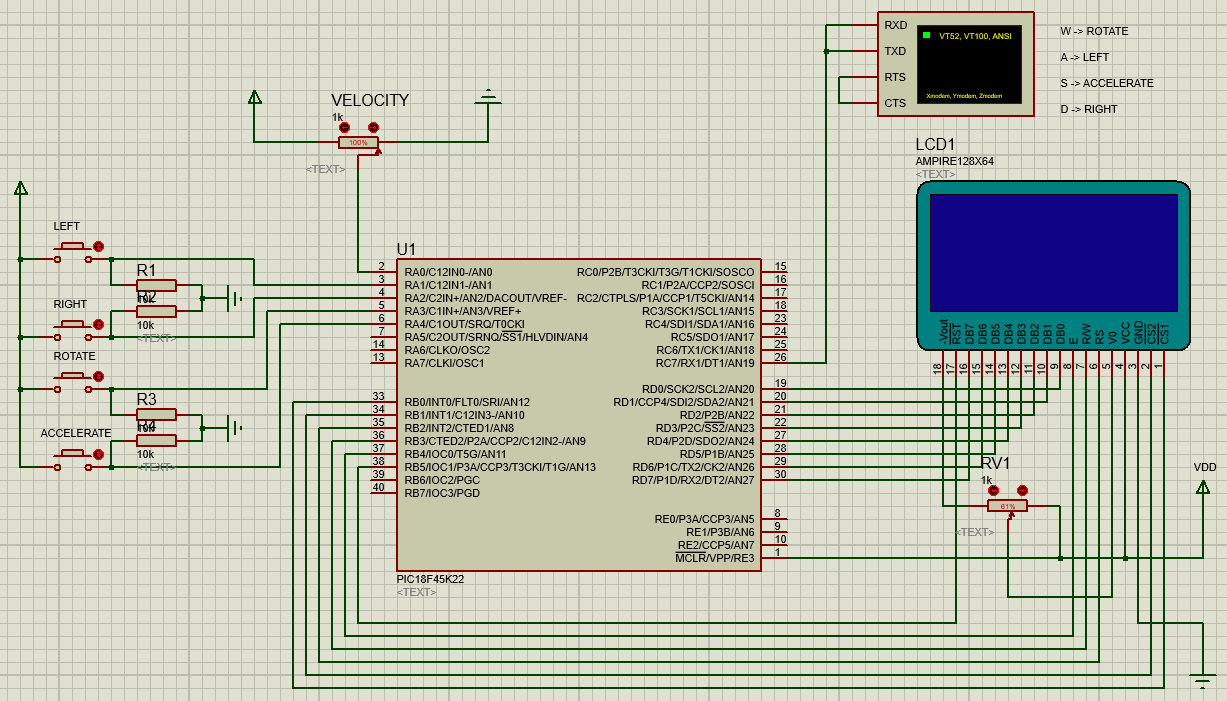 RXD
TXD
RTS
CTS
VT52, VT100, ANSI
Xmodem, Ymodem, Zmodem
W -> ROTATE
A -> LEFT
S -> ACCELERATE
D -> RIGHT
VELOCITY
1k
100%
<TEXT>
LCD1
AMPIRE128X64
<TEXT>
-Vout
RST
DB7
DB6
DB5
DB4
DB3
DB2
DB1
DB0
E
R/W
RS
V0
VCC
GND
CS2
CS1
18
17
16
15
14
13
12
11
10
9
8
7
6
5
4
3
2
1
LEFT
R1
10k
R2
10k
<TEXT>
RIGHT
ROTATE
R3
10k
R4
10k
<TEXT>
ACCELERATE
U1
2 RA0/C12IN0-/AN0
3 RA1/C12IN1-/AN1
4 RA2/C2IN+/AN2/DACOUT/VREF-
5 RA3/C1IN+/AN3/VREF+
6 RA4/C1OUT/SRQ/T0CKI
7 RA5/C2OUT/SRNQ/SS1/HLVDIN/AN4
14 RA6/CLKO/OSC2
13 RA7/CLKI/OSC1
33 RB0/INT0/FLT0/SRI/AN12
34 RB1/INT1/C12IN3-/AN10
35 RB2/INT2/CTED1/AN8
36 RB3/CTED2/P2A/CCP2/C12IN2-/AN9
37 RB4/IOC0/T5G/AN11
38 RB5/IOC1/P3A/CCP3/T3CKI/T1G/AN13
39 RB6/IOC2/PGC
40 RB7/IOC3/PGD
RC0/P2B/T3CKI/T3G/T1CKI/SOSCO 15
RC1/P2A/CCP2/SOSCI 16
RC2/CTPLS/P1A/CCP1/T5CKI/AN14 17
RC3/SCK1/SCL1/AN15 18
RC4/SDI1/SDA1/AN16 23
RC5/SDO1/AN17 24
RC6/TX1/CK1/AN18 25
RC7/RX1/DT1/AN19 26
RD0/SCK2/SCL2/AN20 19
RD1/CCP4/SDI2/SDA2/AN21 20
RD2/P2B/AN22 21
RD3/P2C/SS2/AN23 22
RD4/P2D/SDO2/AN24 27
RD5/P1B/AN25 28
RD6/P1C/TX2/CK2/AN26 29
RD7/P1D/RX2/DT2/AN27 30
RE0/P3A/CCP3/AN5 8
RE1/P3B/AN6 9
RE2/CCP5/AN7 10
MCLR/VPP/RE3 1
PIC18F45K22
<TEXT>
RV1
1k
61%
<TEXT>
VDD